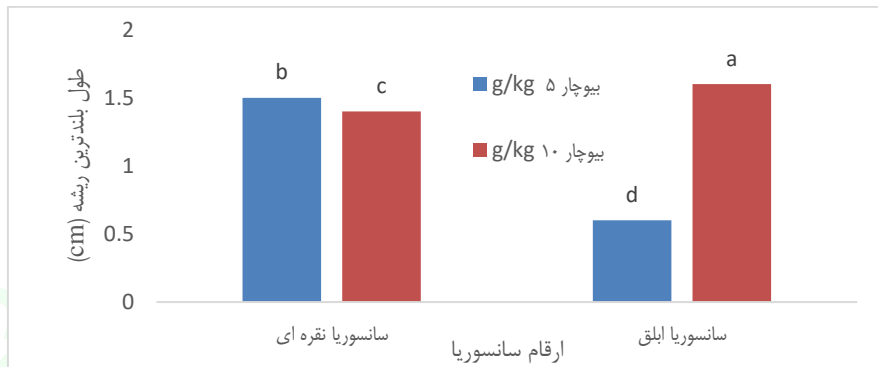 طول بلندترین ریشه (cm)
2
1.5
1
0.5
0
b
c
d
a
بیوچار ۵ g/kg
بیوچار ۱۰ g/kg
سانسوریا نقره ای
سانسوریا ابلق
ارقام سانسوریا